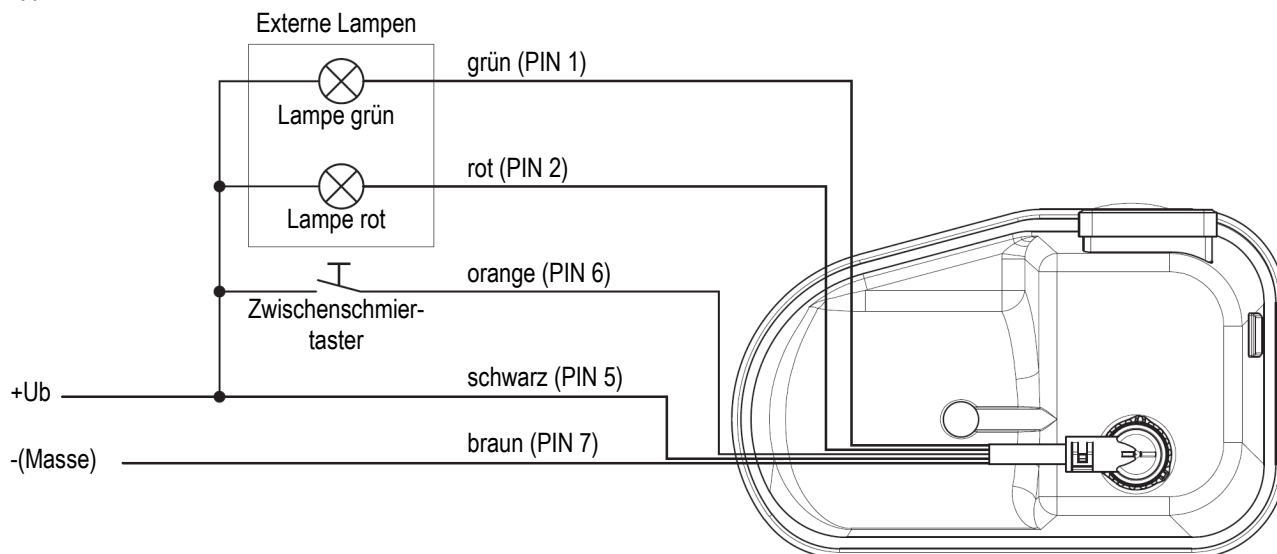 Externe Lampen
grün (PIN 1)
Lampe grün
rot (PIN 2)
Lampe rot
orange (PIN 6)
Zwischenschmier-
taster
schwarz (PIN 5)
+Ub
braun (PIN 7)
-(Masse)